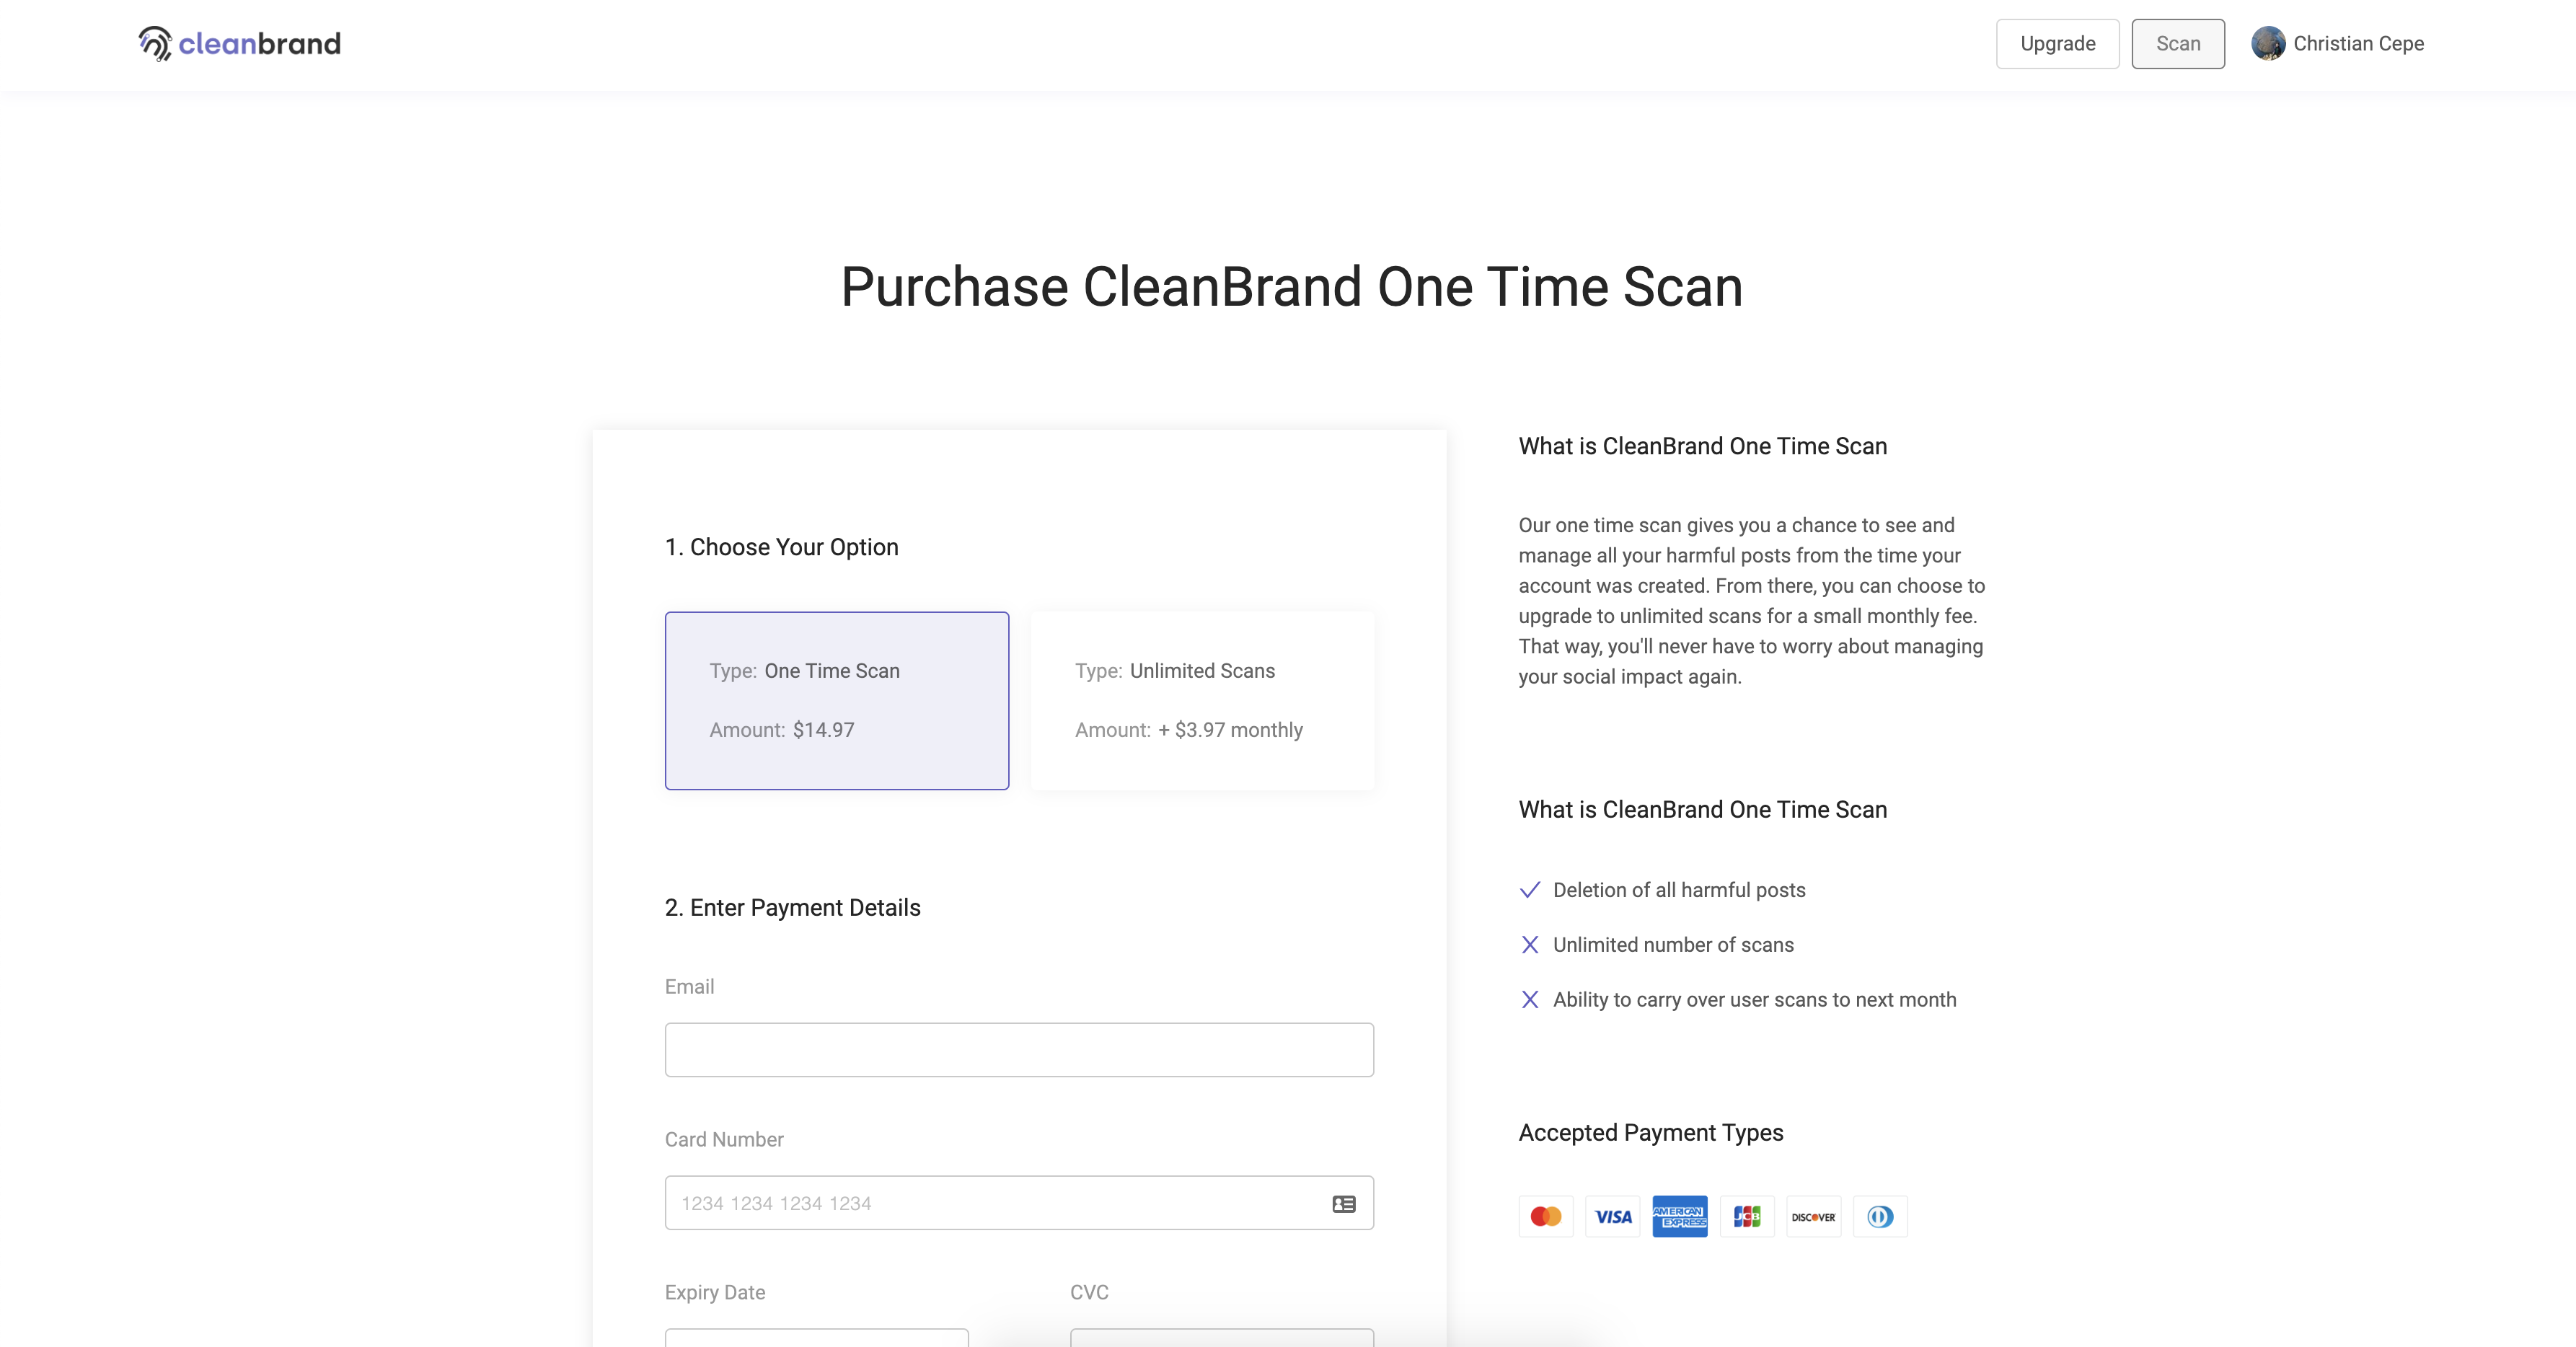 cleanbrand
Upgrade
Scan
Christian Cepe
Purchase CleanBrand One Time Scan
1. Choose Your Option
Type: One Time Scan
Amount: $14.97
Type: Unlimited Scans
Amount: + $3.97 monthly
2. Enter Payment Details
Email
Card Number
1234 1234 1234 1234
Expiry Date
CVC
What is CleanBrand One Time Scan
Our one time scan gives you a chance to see and
manage all your harmful posts from the time your
account was created. From there, you can choose to
upgrade to unlimited scans for a small monthly fee.
That way, you'll never have to worry about managing
your social impact again.
What is CleanBrand One Time Scan
Deletion of all harmful posts
Unlimited number of scans
Ability to carry over user scans to next month
Accepted Payment Types
VISA
AMERICAN
EXPRESS
JCB
DISCOVER